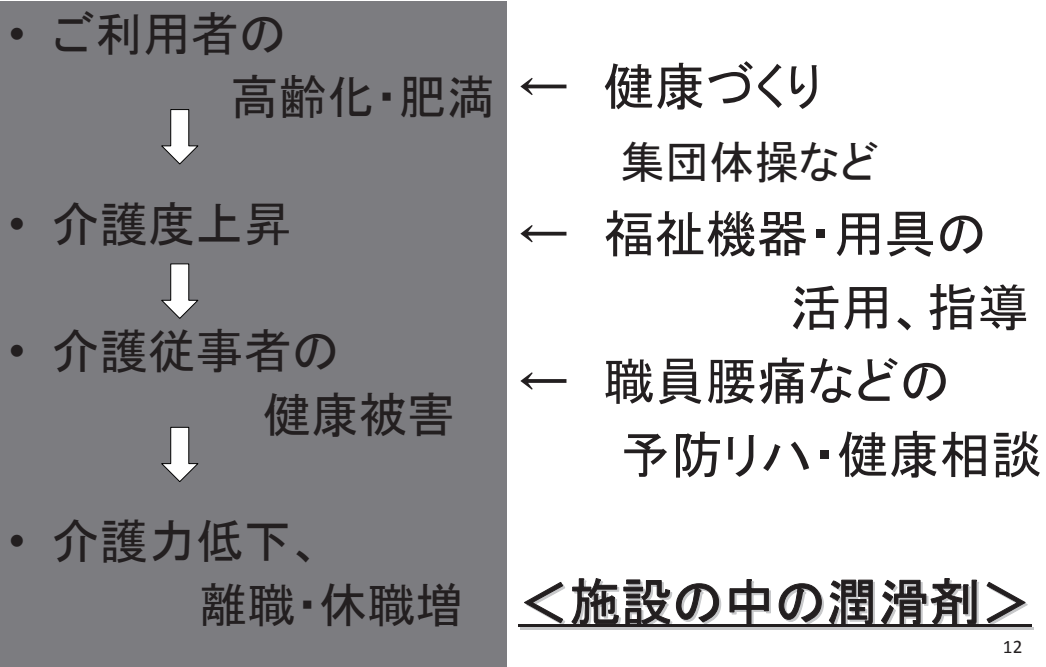 • ご利用者の
高齢化・肥満
• 介護度上昇
• 介護従事者の
健康被害
• 介護力低下、
離職・休職増
← 健康づくり
集団体操など
← 福祉機器・用具の
活用、指導
← 職員腰痛などの
予防リハ・健康相談
＜施設の中の潤滑剤＞
12